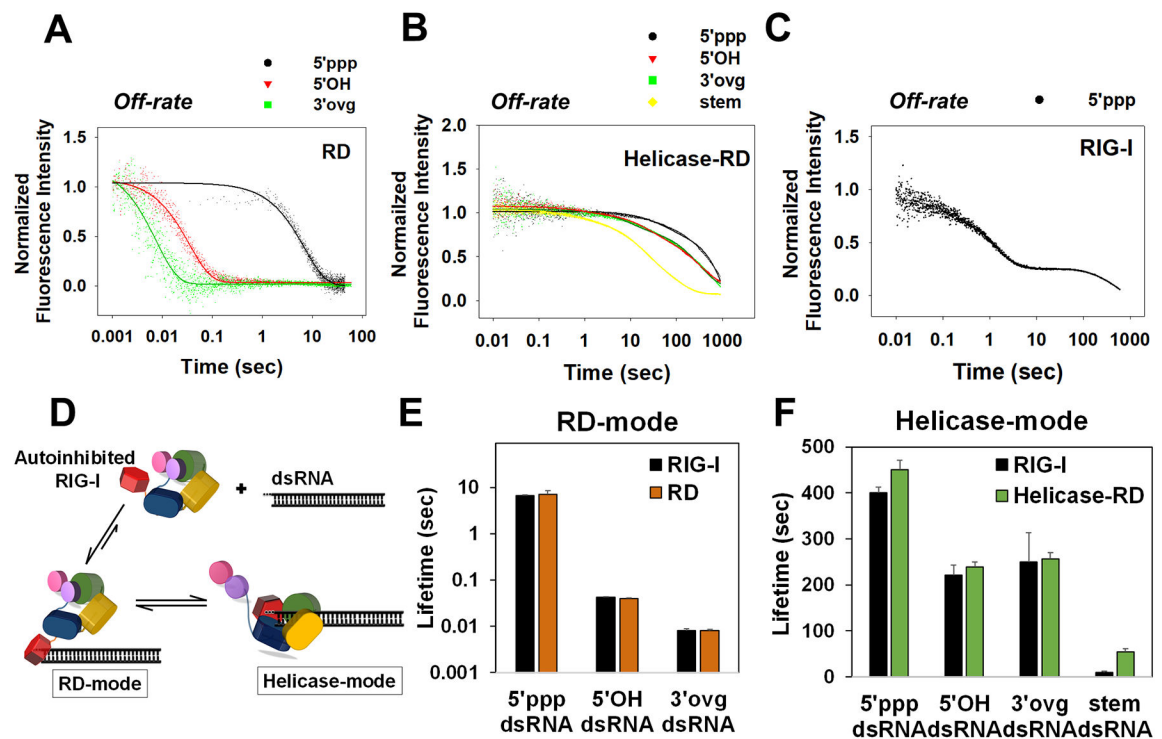 A
5'ppp
5'OH
3'ovg
Off-rate
RD
Normalized
Fluorescence Intensity
1.5
1.0
0.5
0.0
0.001 0.01 0.1 1 10 100
Time (sec)
B
5'ppp
5'OH
3'ovg
stem
Off-rate
Helicase-RD
Normailzed
Fluorescence Intensity
2.0
1.5
1.0
0.5
0.0
0.01 0.1 1 10 100 1000
Time (sec)
C
Off-rate
5'ppp
RIG-I
Normalized
Fluorescence Intensity
1.5
1.0
0.5
0.0
0.01 0.1 1 10 100 1000
Time (sec)
D
Autoinhibited
RIG-I
+
dsRNA
RD-mode
Helicase-mode
E
RD-mode
RIG-I
RD
Lifetime (sec)
10
1
0.1
0.01
0.001
5'ppp 5'OH 3'ovg
dsRNA dsRNA dsRNA
F
Helicase-mode
RIG-I
Helicase-RD
Lifetime (sec)
500
400
300
200
100
0
5'ppp 5'OH 3'ovg stem
dsRNA dsRNA dsRNA dsRNA